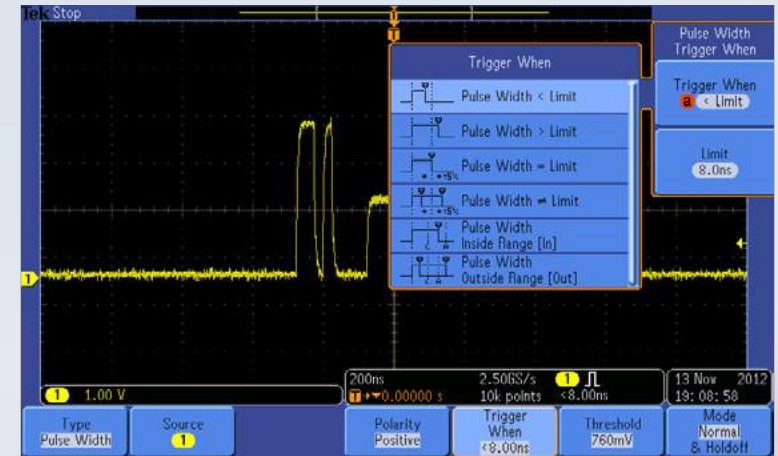 Tek Stop
T
T
Pulse Width
Trigger When
Trigger When
a < Limit
Limit
8.0ns
Trigger When
Pulse Width < Limit
Pulse Width > Limit
Pulse Width = Limit
Pulse Width ≠ Limit
Pulse Width
Inside Range [In]
Pulse Width
Outside Range [Out]
1
1 1.00 V
200ns 2.50GS/s 1
T 0.00000 s 10k points <8.00ns
13 Nov 2012
19:08:58
Type
Pulse Width
Source
1
Polarity
Positive
Trigger
When
<8.00ns
Threshold
760mV
Mode
Normal
& Holdoff